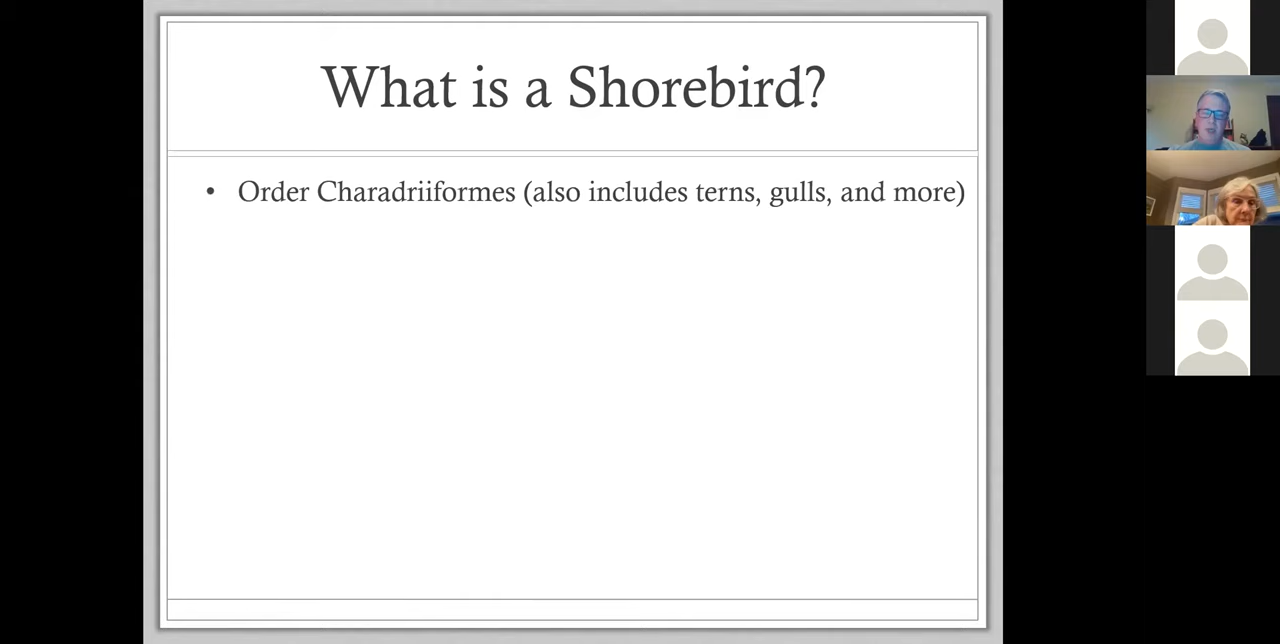 What is a Shorebird?
• Order Charadriiformes (also includes terns, gulls, and more)